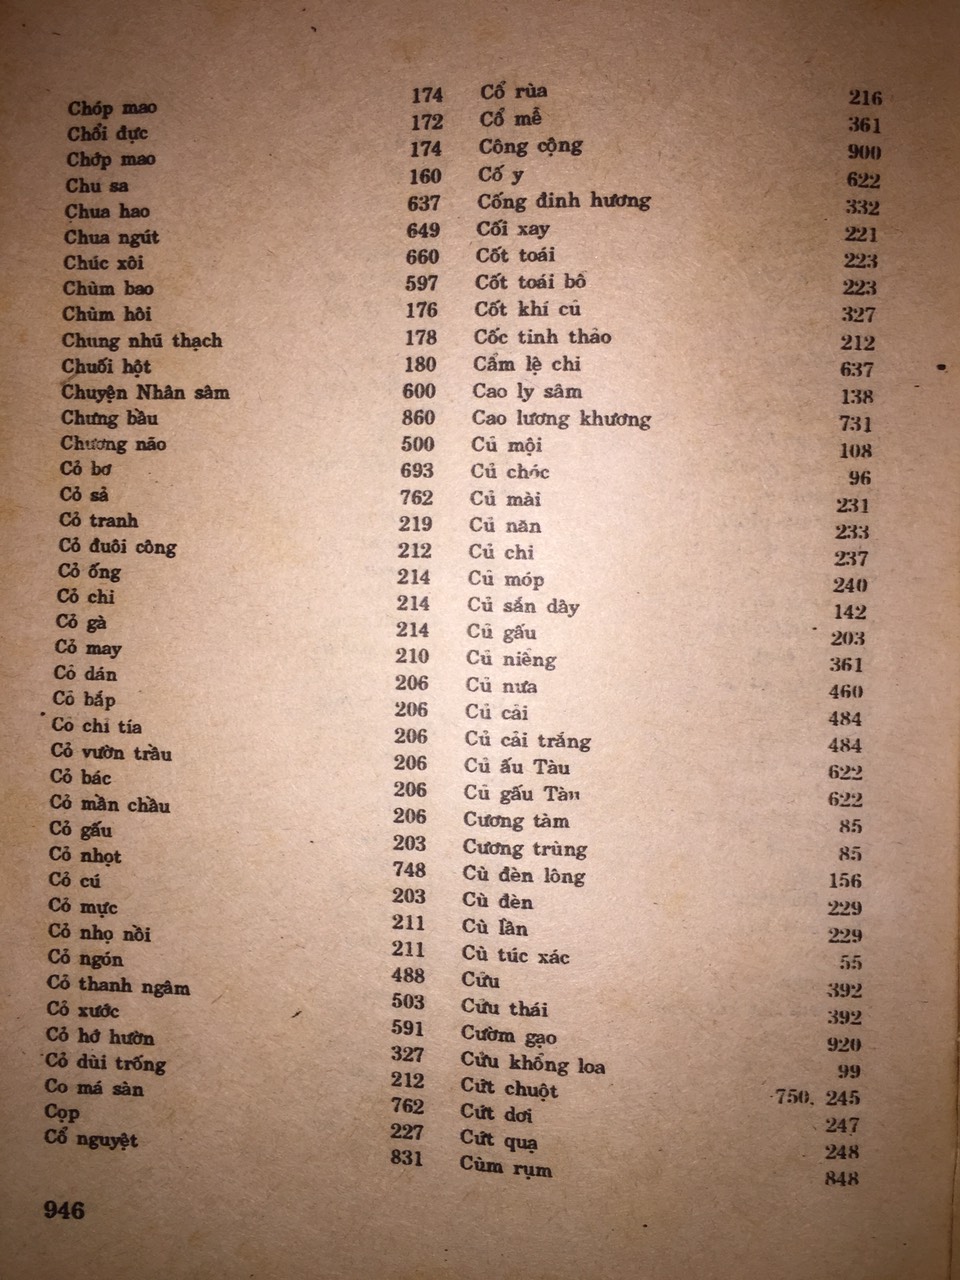 Chóp mao 174
Chổi đực 172
Chớp mao 174
Chu sa 160
Chua hao 637
Chua ngút 649
Chúc xôi 660
Chùm bao 597
Chùm hôi 176
Chung nhũ thạch 178
Chuối hột 180
Chuyện Nhân sâm 600
Chưng bầu 860
Chương não 500
Cỏ bơ 693
Cỏ sả 762
Cỏ tranh 219
Cỏ đuôi công 212
Cỏ ống 214
Cỏ chỉ 214
Cỏ gà 214
Cỏ may 210
Cỏ dán 206
Cỏ bắp 206
Cỏ chỉ tía 206
Cỏ vườn trầu 206
Cỏ bác 206
Cỏ mần chầu 206
Cỏ gấu 203
Cỏ nhọt 748
Cỏ cú 203
Cỏ mực 211
Cỏ nhọ nồi 211
Cỏ ngón 488
Cỏ thanh ngâm 503
Cỏ xước 591
Cỏ hớ hườn 327
Cỏ dùi trống 212
Co má sàn 762
Cọp 227
Cổ nguyệt 831
Cổ rùa 216
Cổ mễ 361
Công cộng 900
Cố y 622
Cống đinh hương 332
Cối xay 221
Cốt toái 223
Cốt toái bổ 223
Cốt khí củ 327
Cốc tinh thảo 212
Cẩm lệ chi 637
Cao ly sâm 138
Cao lương khương 731
Củ mội 108
Củ chóc 96
Củ mài 231
Củ năn 233
Củ chi 237
Củ móp 240
Củ sắn dây 142
Củ gấu 203
Củ niễng 361
Củ nưa 460
Củ cải 484
Củ cải trắng 484
Củ ấu Tàu 622
Củ gấu Tàu 622
Cương tàm 85
Cương trùng 85
Cù đèn lông 156
Cù đèn 229
Cù lần 229
Cù túc xác 55
Cửu 392
Cửu thái 392
Cườm gạo 920
Cửu khổng loa 99
Cứt chuột 750, 245
Cứt dơi 247
Cứt quạ 248
Cùm rụm 848
946